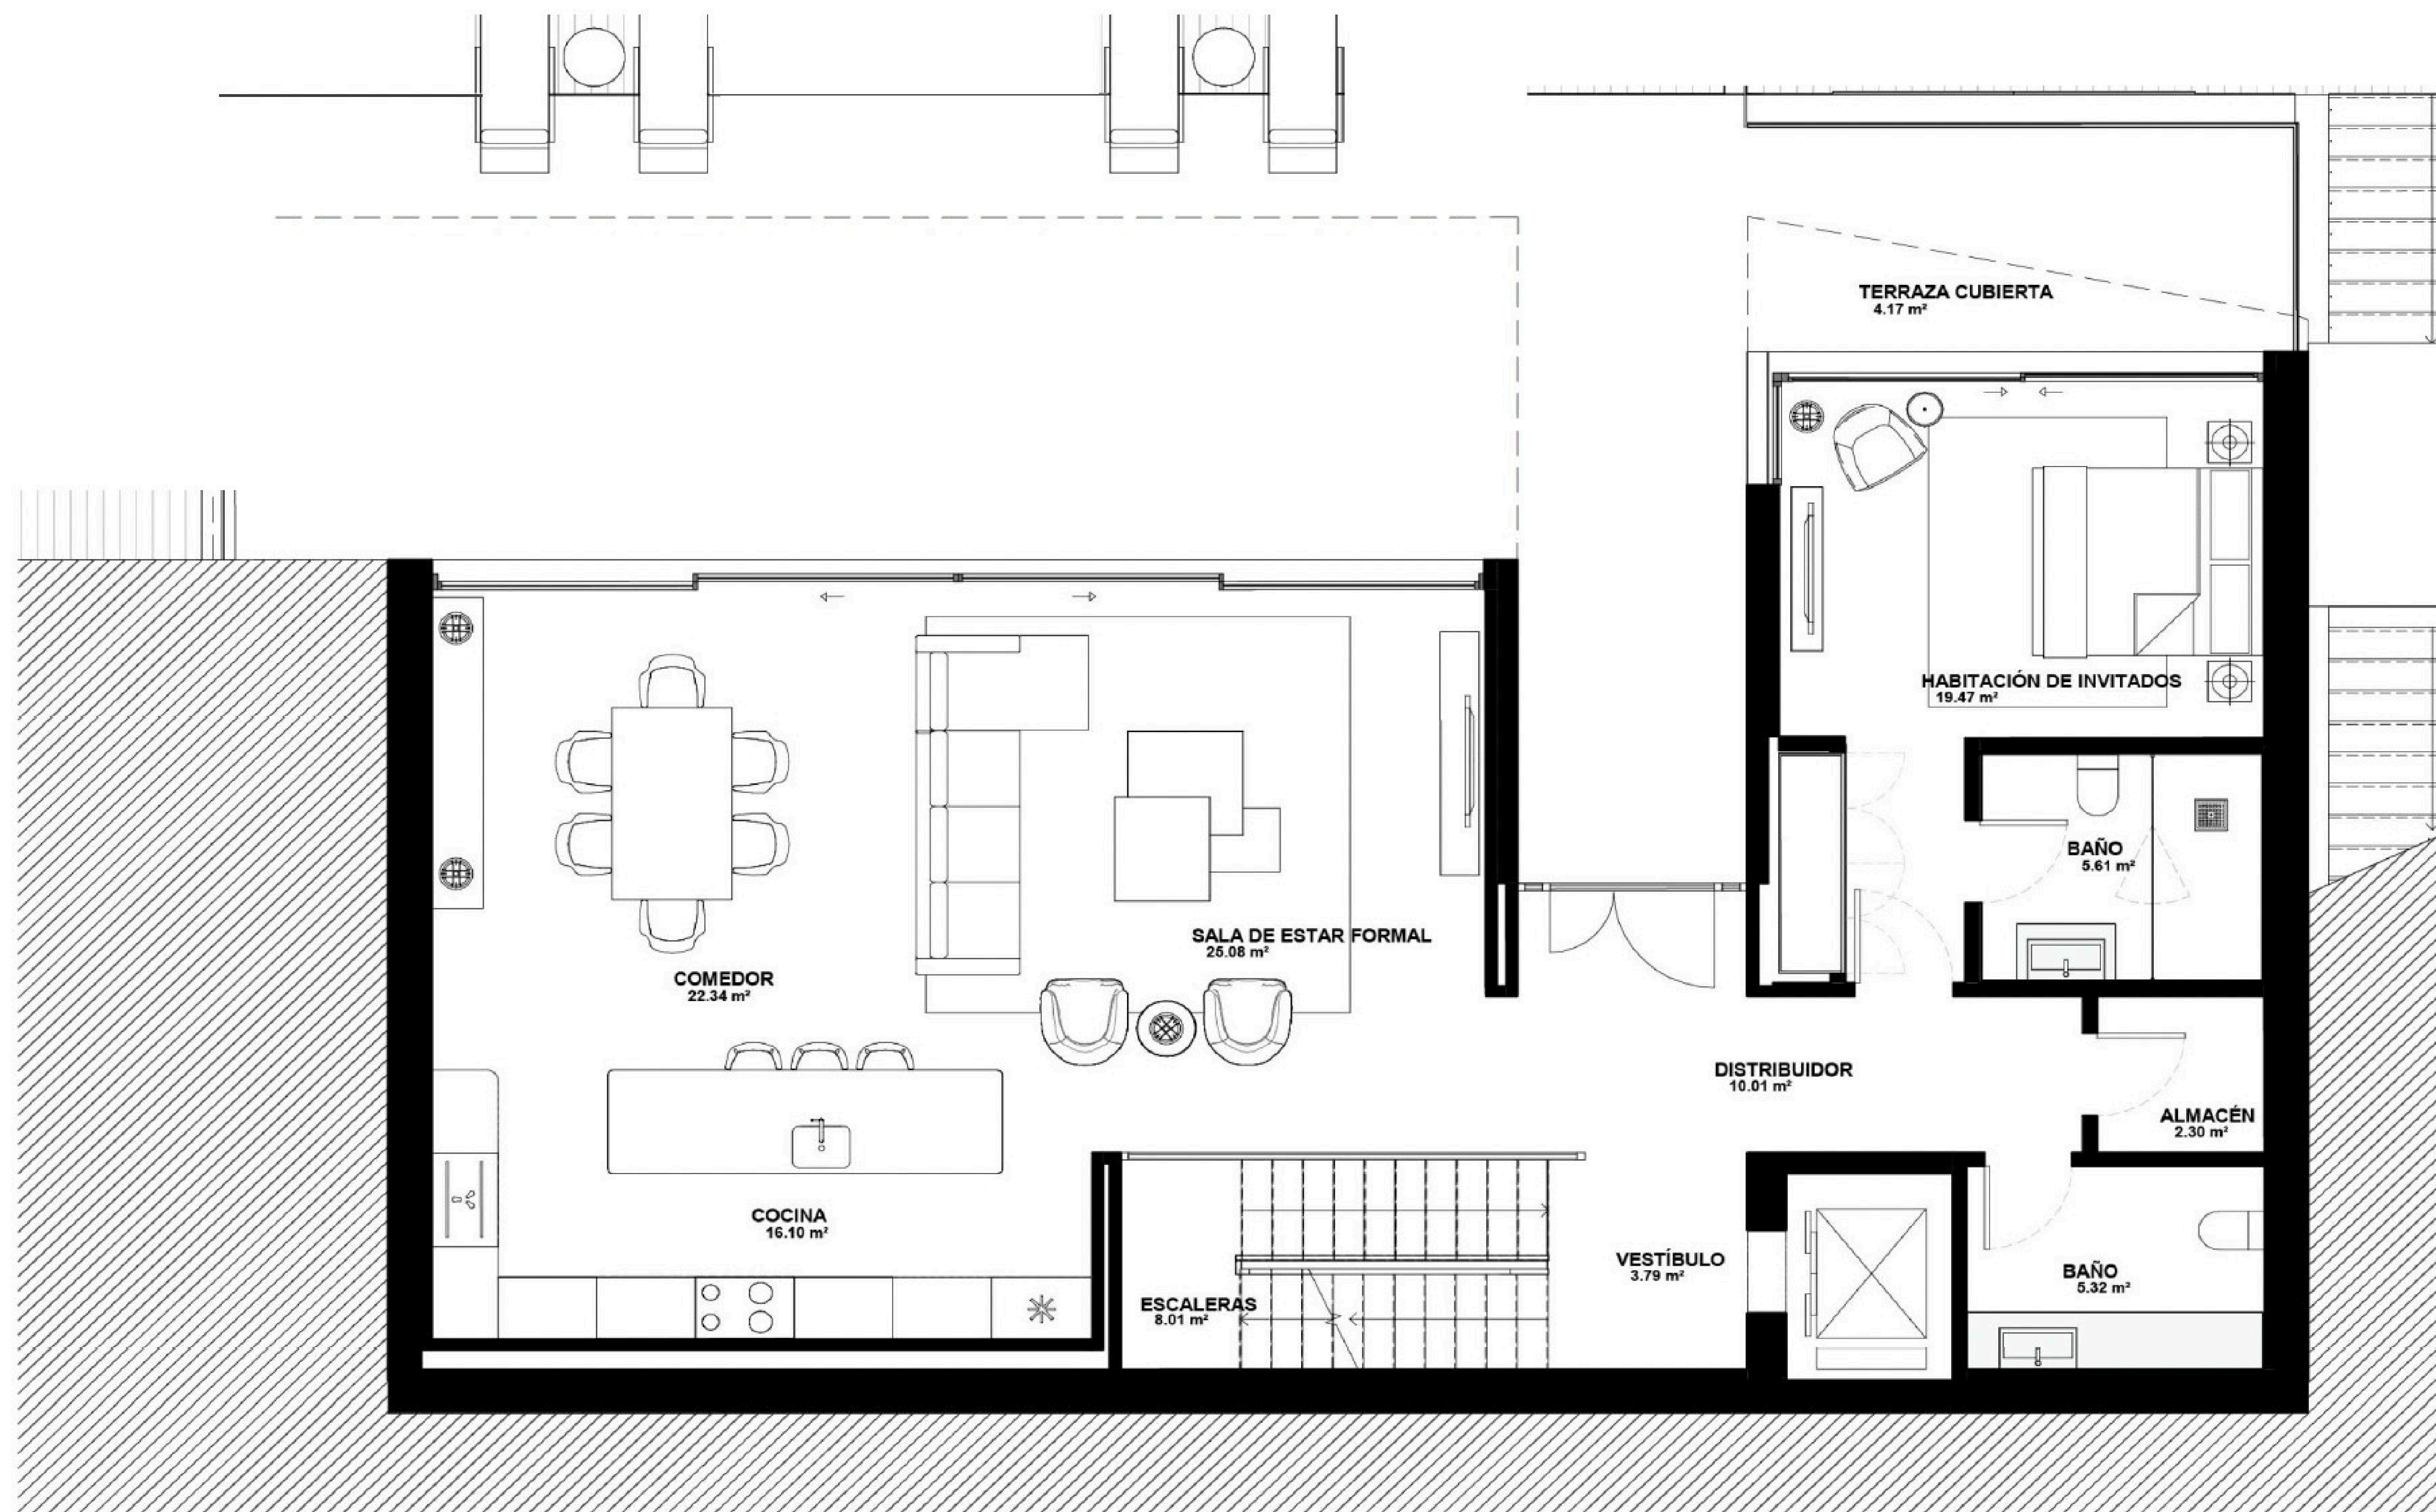 TERRAZA CUBIERTA
4.17 m²
HABITACIÓN DE INVITADOS
19.47 m²
BAÑO
5.61 m²
SALA DE ESTAR FORMAL
25.08 m²
COMEDOR
22.34 m²
DISTRIBUIDOR
10.01 m²
ALMACÉN
2.30 m²
COCINA
16.10 m²
VESTÍBULO
3.79 m²
BAÑO
5.32 m²
ESCALERAS
8.01 m²